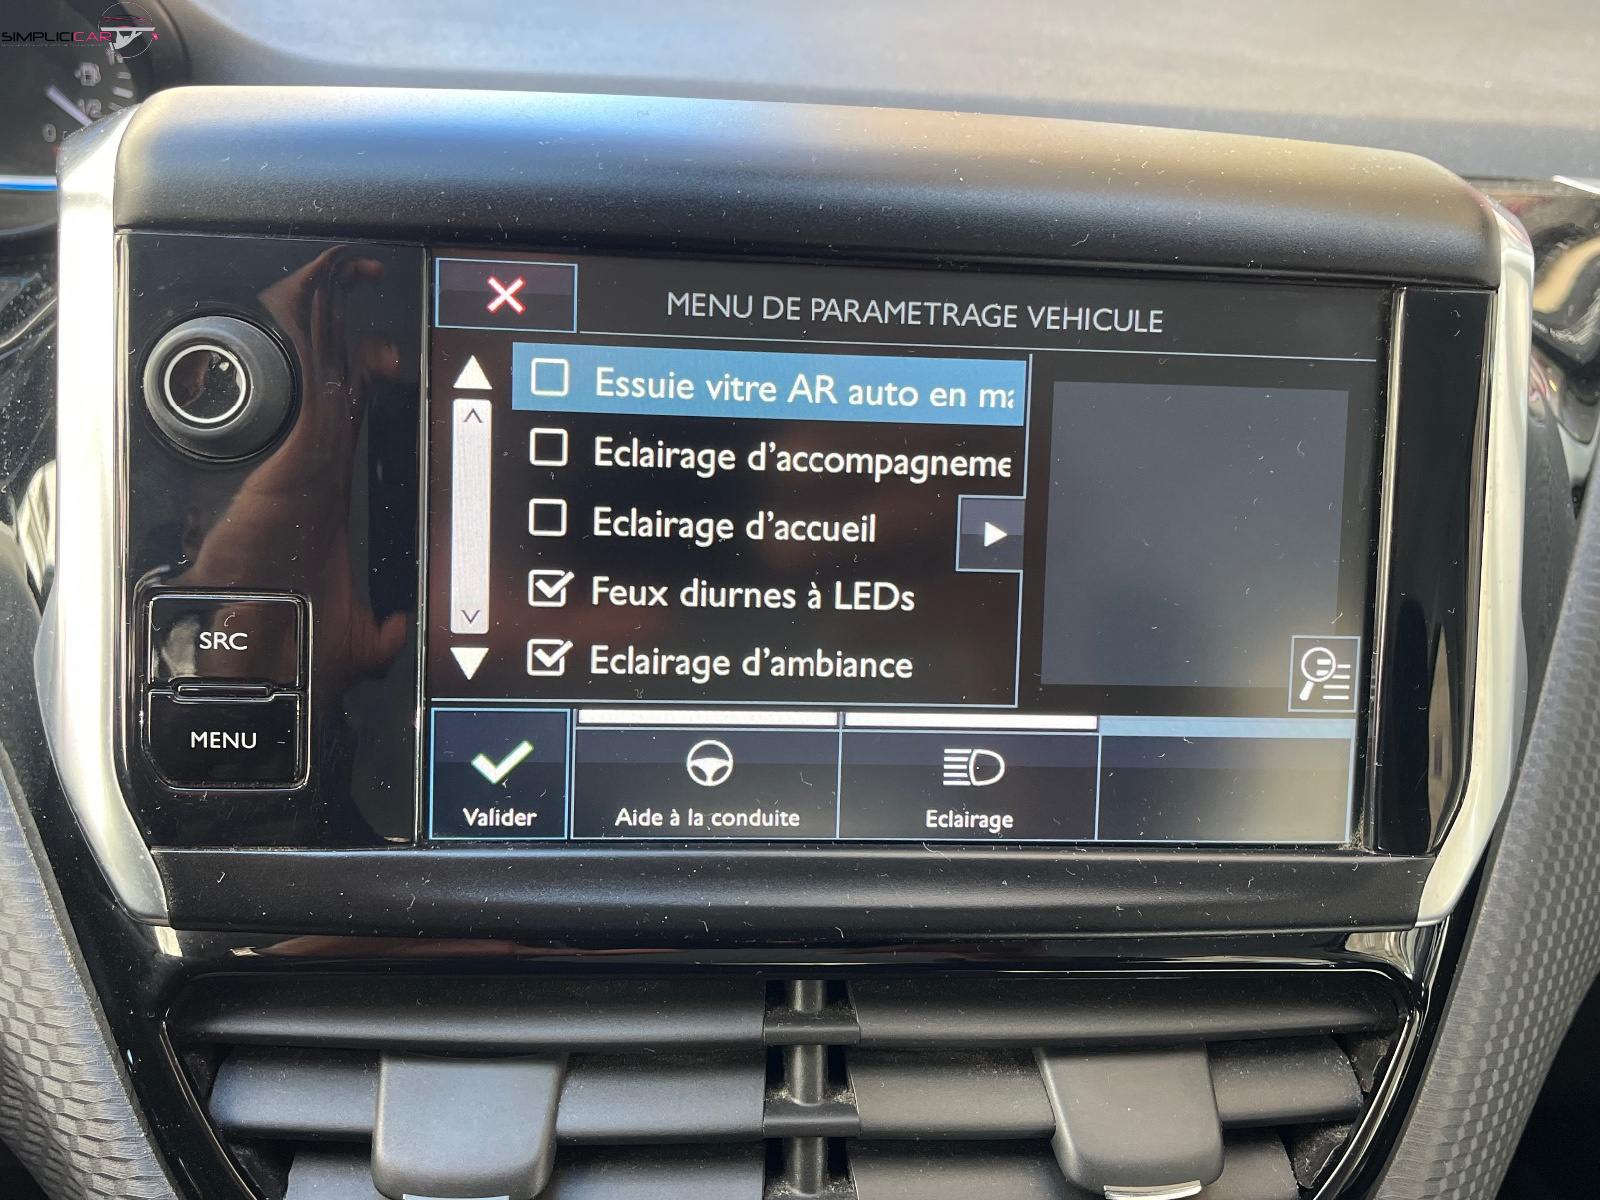 SIMPLICICAR
MENU DE PARAMETRAGE VEHICULE
Essuie vitre AR auto en ma
Eclairage d'accompagneme
Eclairage d'accueil
Feux diurnes à LEDs
Eclairage d'ambiance
SRC
MENU
Valider
Aide à la conduite
Eclairage